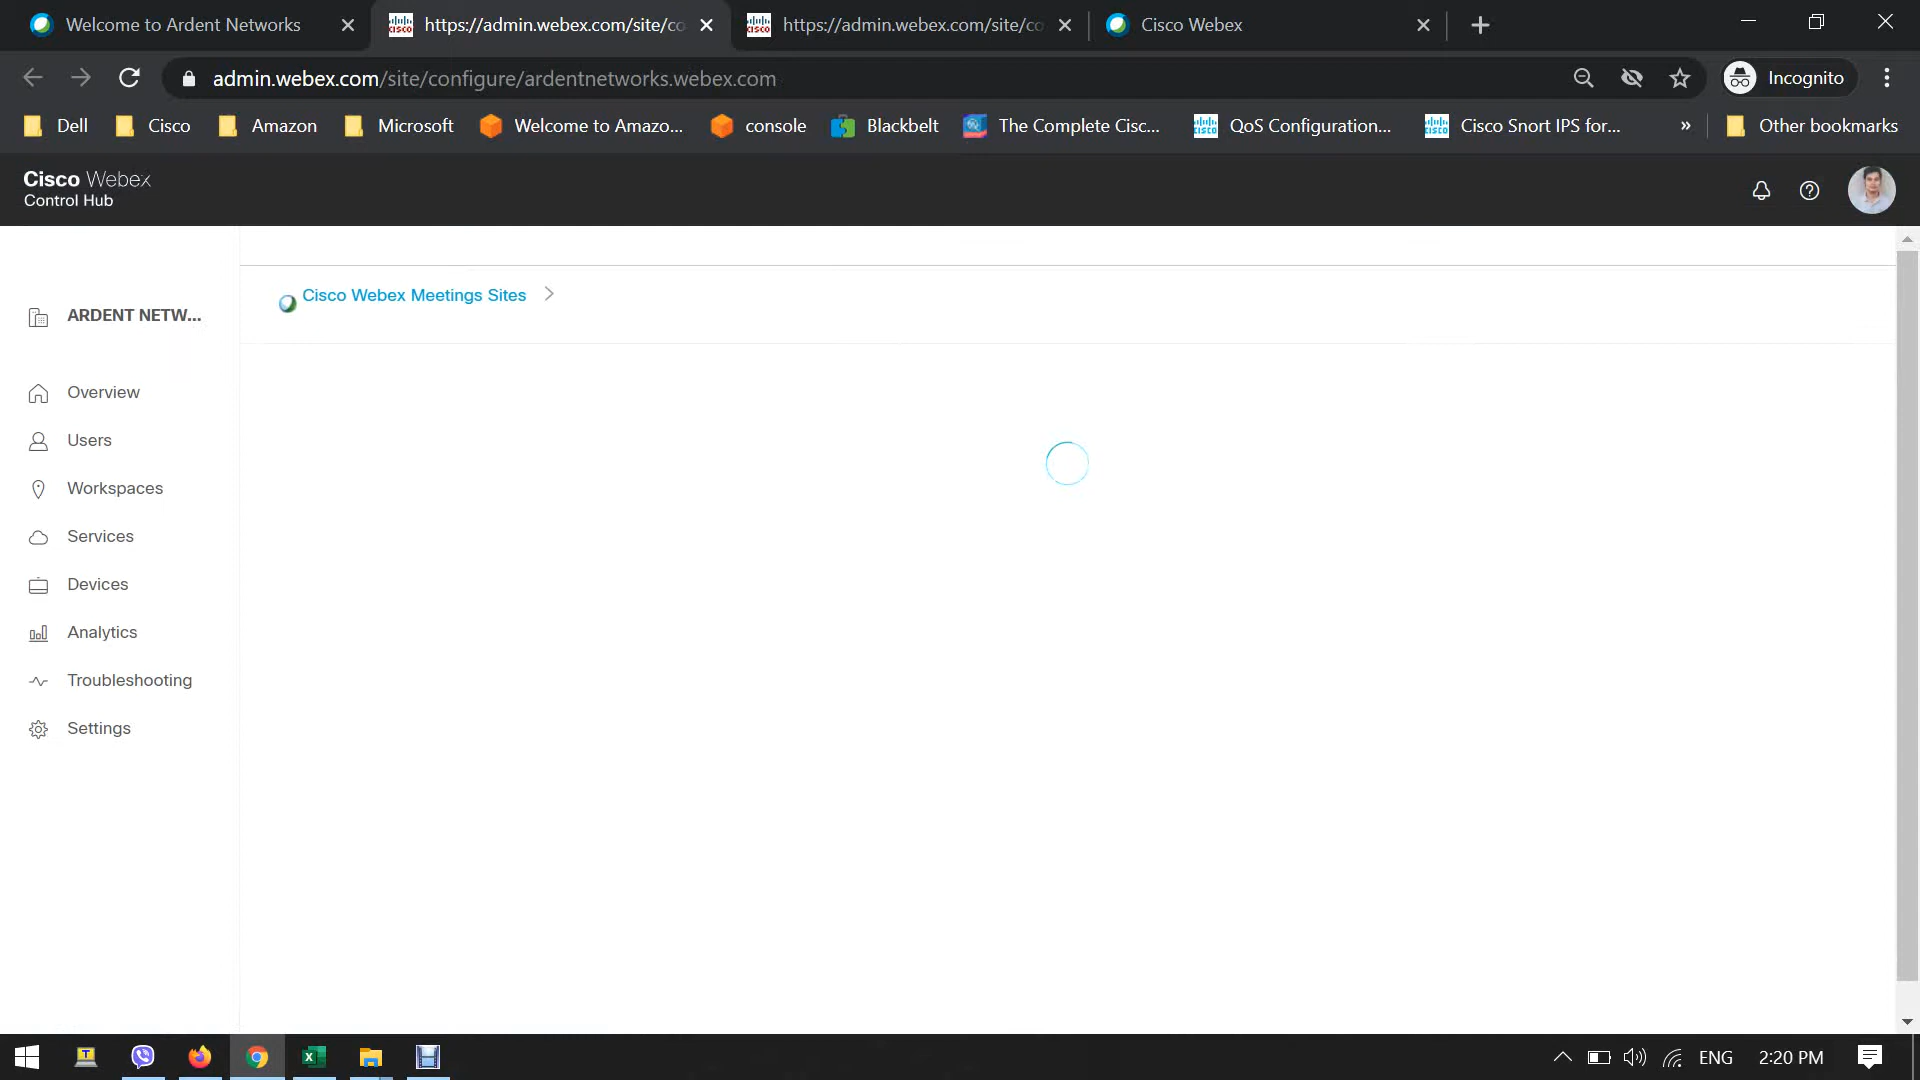 Welcome to Ardent Networks
https://admin.webex.com/site/co
https://admin.webex.com/site/co
Cisco Webex
admin.webex.com/site/configure/ardentnetworks.webex.com
Incognito
Dell
Cisco
Amazon
Microsoft
Welcome to Amazo...
console
Blackbelt
The Complete Cisc...
QoS Configuration...
Cisco Snort IPS for...
»
Other bookmarks
Cisco Webex
Control Hub
Cisco Webex Meetings Sites
ARDENT NETW...
Overview
Users
Workspaces
Services
Devices
Analytics
Troubleshooting
Settings
ENG
2:20 PM